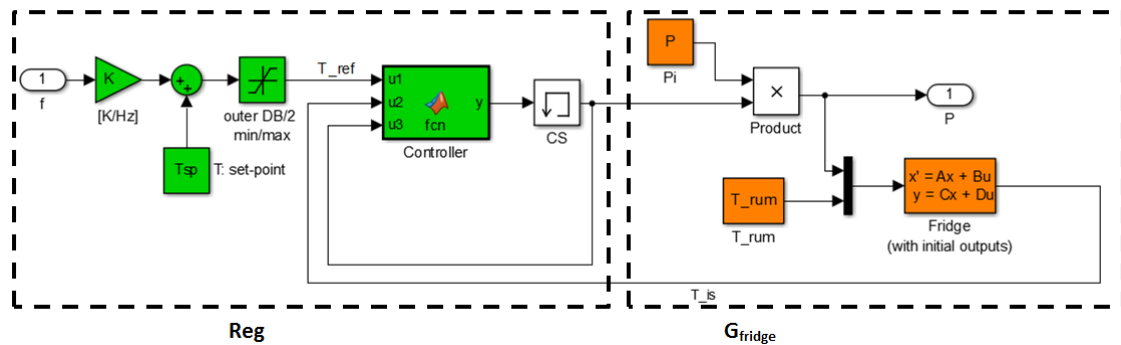 1
f
K
[K/Hz]
++
Tsp
T: set-point
outer DB/2
min/max
T_ref
u1
u2
u3
fcn
y
Controller
CS
P
Pi
×
Product
1
P
T_rum
T_rum
x' = Ax + Bu
y = Cx + Du
Fridge
(with initial outputs)
T_is
Reg
Gfridge